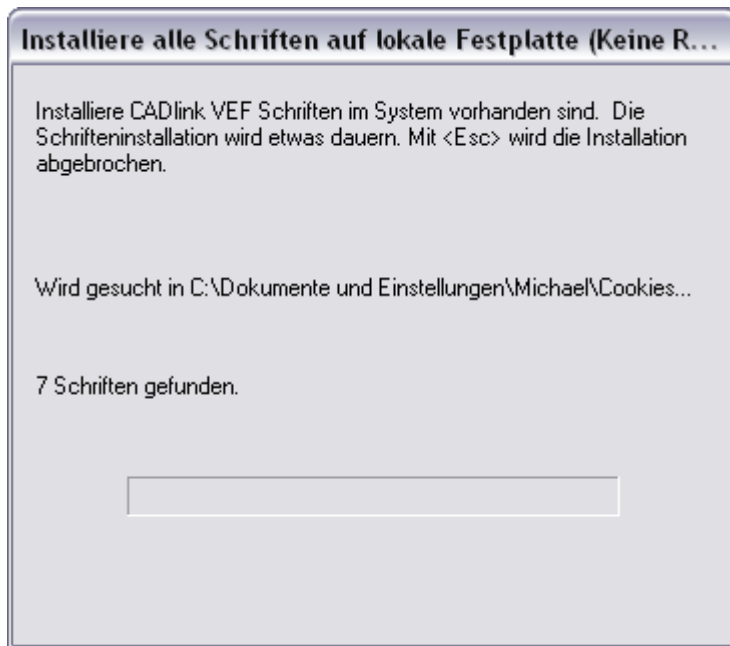 Installiere alle Schriften auf lokale Festplatte (Keine R...
Installiere CADlink VEF Schriften im System vorhanden sind.  Die
Schrifteninstallation wird etwas dauern. Mit <Esc> wird die Installation
abgebrochen.
Wird gesucht in C:\Dokumente und Einstellungen\Michael\Cookies...
7 Schriften gefunden.